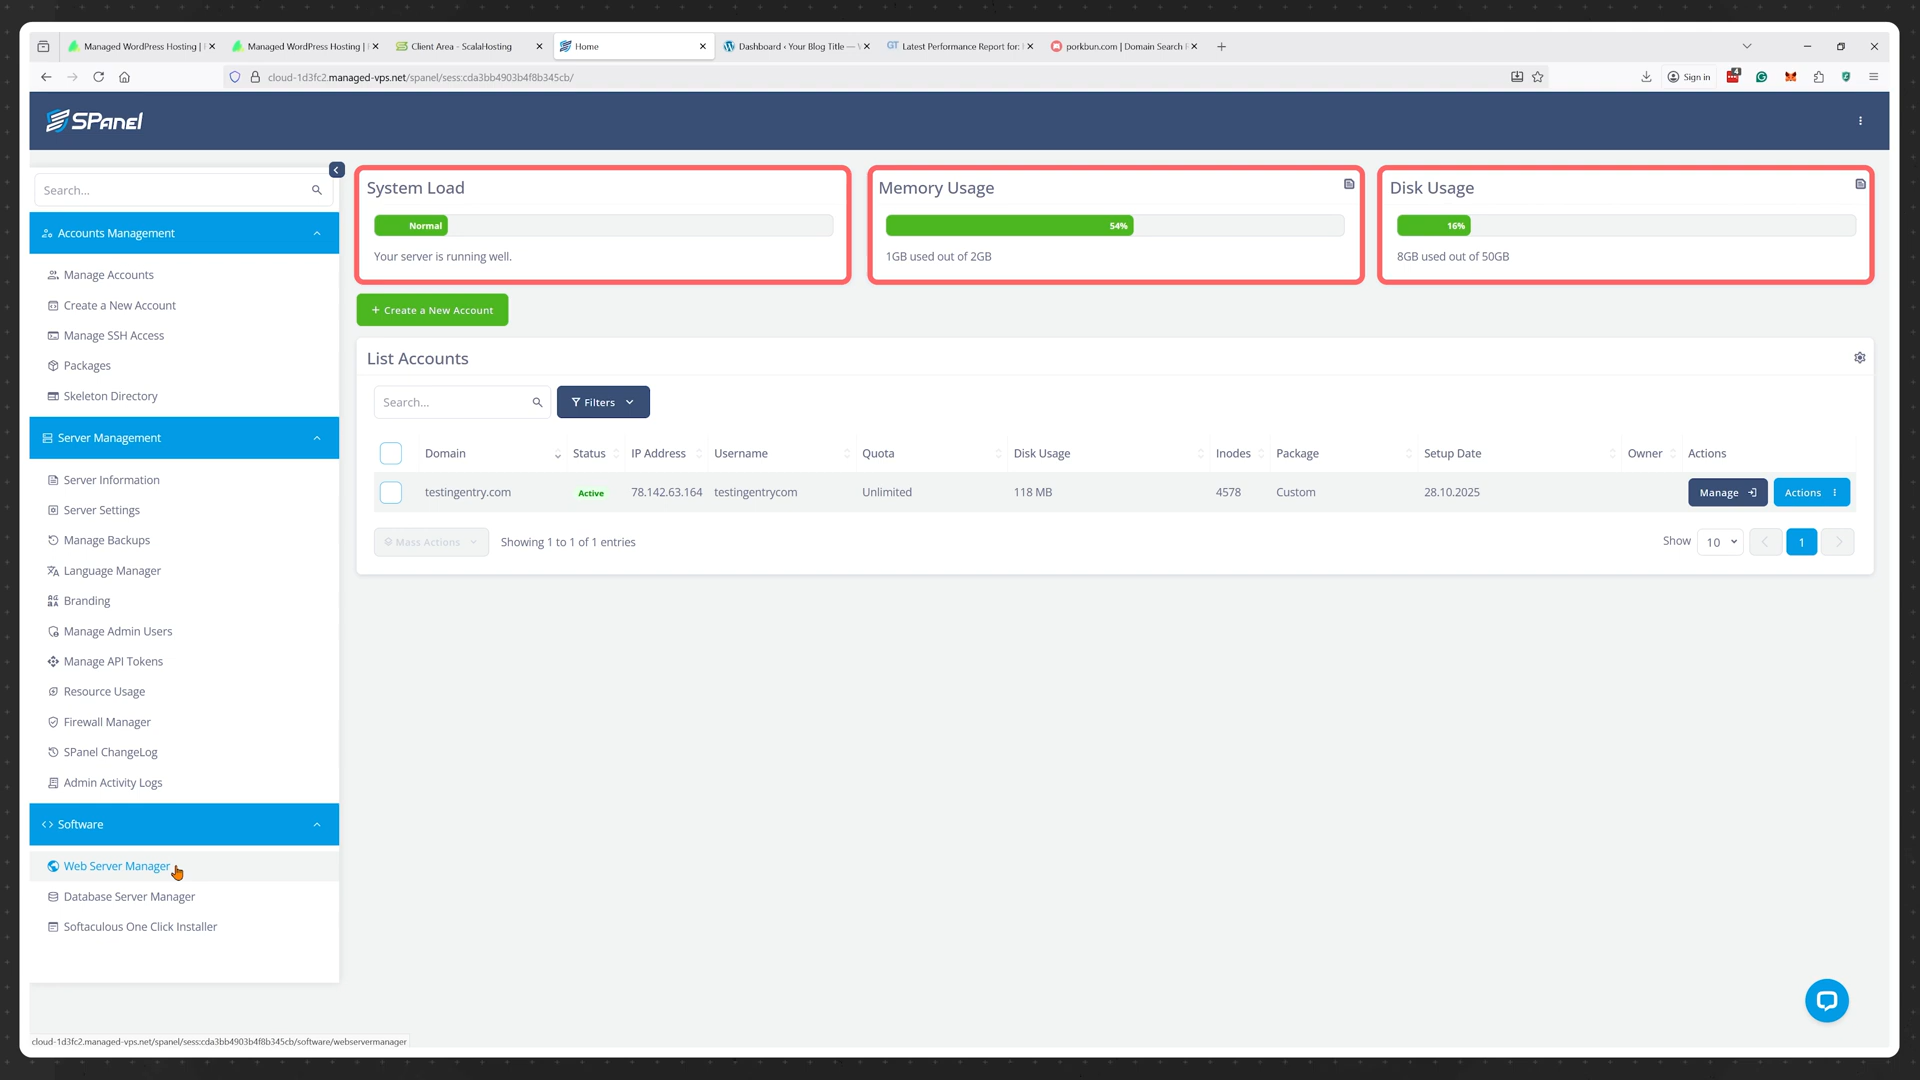 Managed WordPress Hosting |
Managed WordPress Hosting |
Client Area - ScalaHosting
Home
Dashboard ‹ Your Blog Title — W
Latest Performance Report for:
porkbun.com | Domain Search
cloud-1d3fc2.managed-vps.net/spanel/sess:cda3bb4903b4f8b345cb/
Sign in
4
SPanel
Search...
Accounts Management
Manage Accounts
Create a New Account
Manage SSH Access
Packages
Skeleton Directory
Server Management
Server Information
Server Settings
Manage Backups
Language Manager
Branding
Manage Admin Users
Manage API Tokens
Resource Usage
Firewall Manager
SPanel ChangeLog
Admin Activity Logs
Software
Web Server Manager
Database Server Manager
Softaculous One Click Installer
System Load
Normal
Your server is running well.
Memory Usage
54%
1GB used out of 2GB
Disk Usage
16%
8GB used out of 50GB
+ Create a New Account
List Accounts
Search...
Filters
Domain Status IP Address Username Quota Disk Usage Inodes Package Setup Date Owner Actions
testingentry.com Active 78.142.63.164 testingentrycom Unlimited 118 MB 4578 Custom 28.10.2025 Manage Actions
Mass Actions Showing 1 to 1 of 1 entries Show 10 1
cloud-1d3fc2.managed-vps.net/spanel/sess:cda3bb4903b4f8b345cb/software/webservermanager